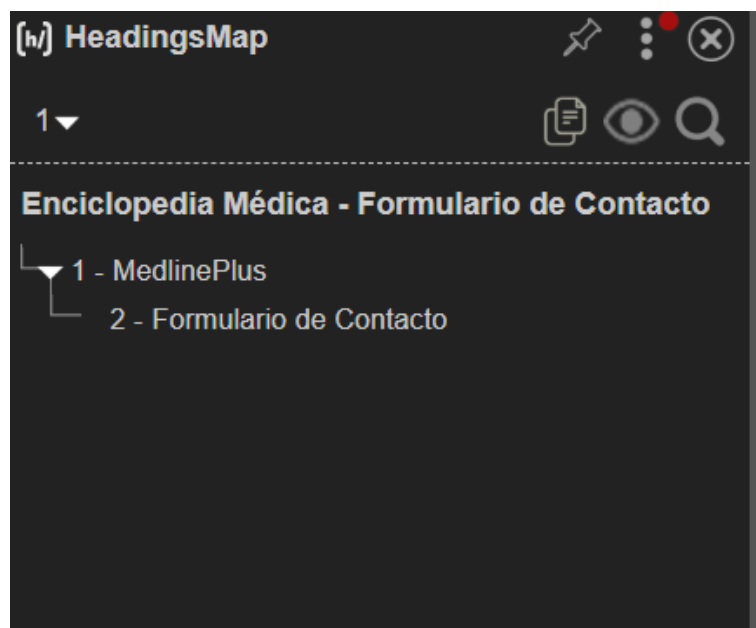 [h/] HeadingsMap
1
Enciclopedia Médica - Formulario de Contacto
1 - MedlinePlus
2 - Formulario de Contacto